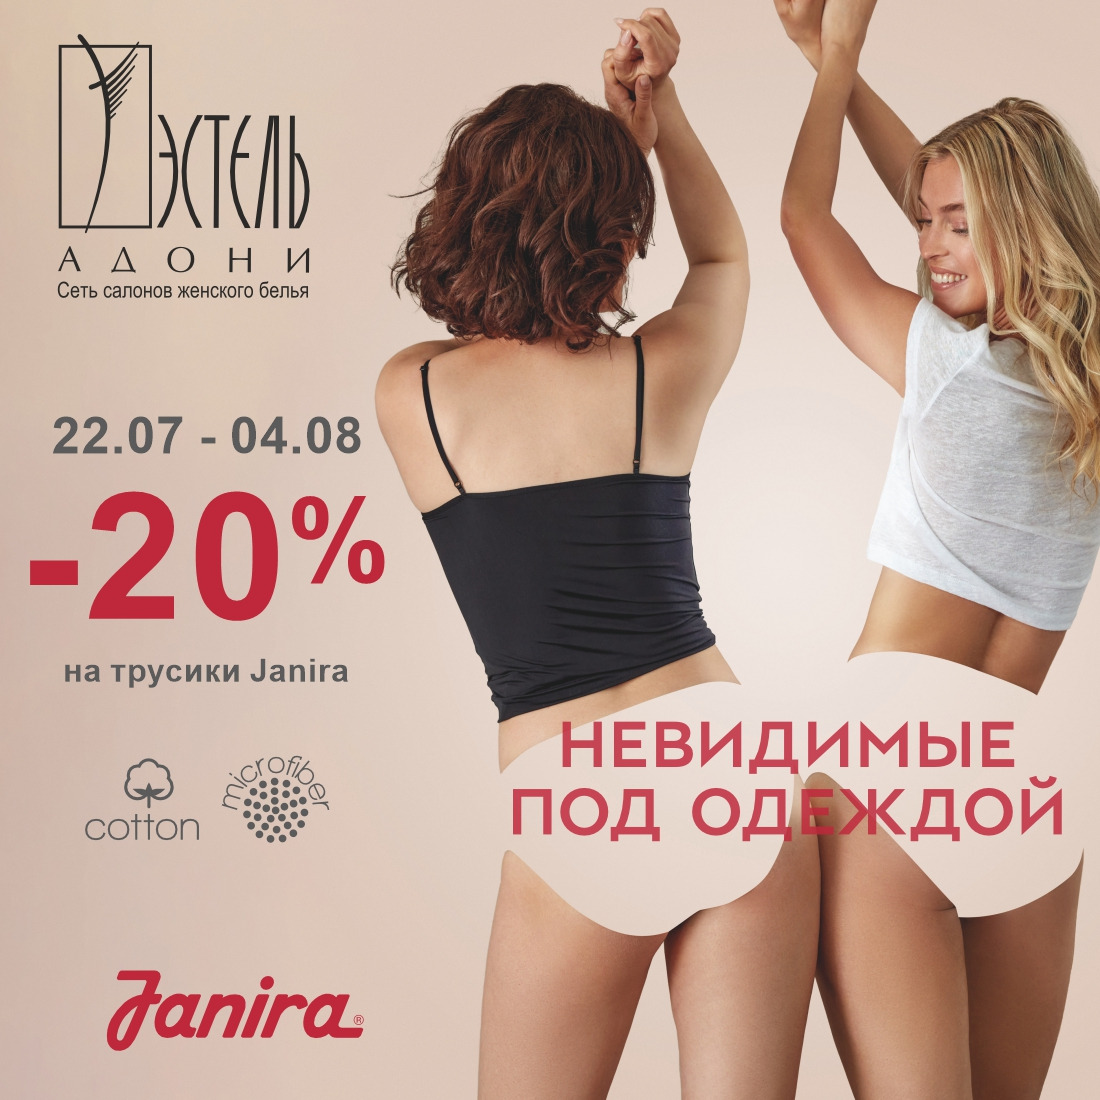 ЭСТЕЛЬ
АДОНИ
Сеть салонов женского белья
22.07 - 04.08
-20%
на трусики Janira
cotton
microfiber
НЕВИДИМЫЕ
ПОД ОДЕЖДОЙ
Janira®